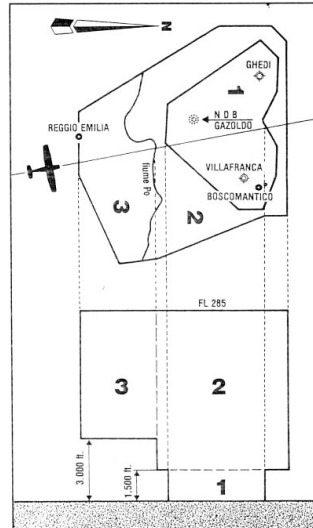 N
GHEDI
1
N D B
GAZOLDO
REGGIO EMILIA
VILLAFRANCA
BOSCOMANTICO
fiume Po
3
2
FL 285
3
2
3.000 ft.
1.500 ft.
1